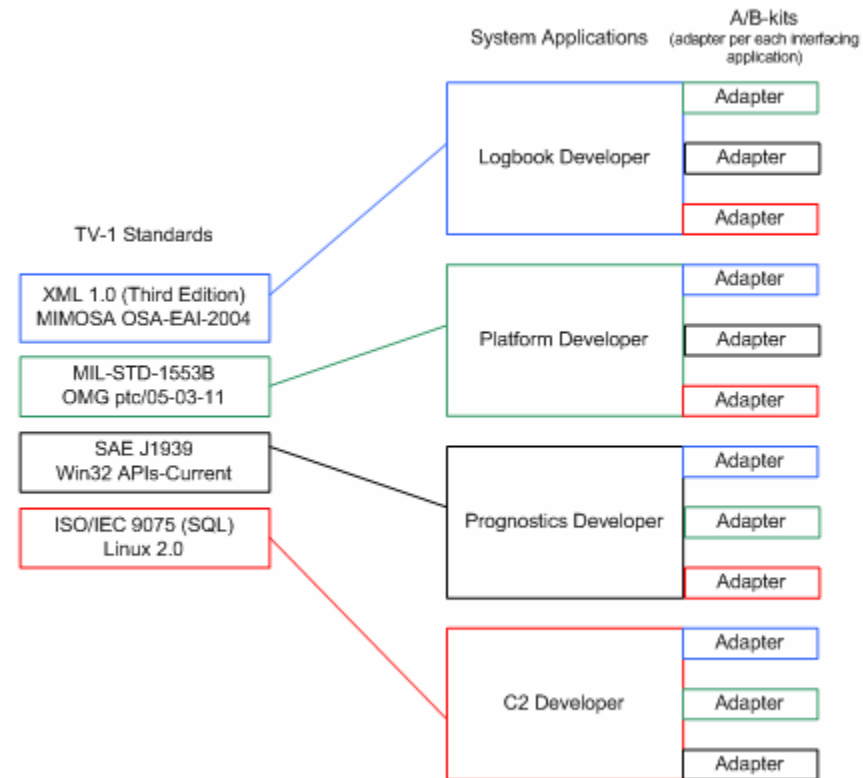 System Applications
A/B-kits
(adapter per each interfacing
application)
Adapter
Logbook Developer
Adapter
Adapter
TV-1 Standards
XML 1.0 (Third Edition)
MIMOSA OSA-EAI-2004
MIL-STD-1553B
OMG ptc/05-03-11
SAE J1939
Win32 APIs-Current
ISO/IEC 9075 (SQL)
Linux 2.0
Adapter
Platform Developer
Adapter
Adapter
Adapter
Prognostics Developer
Adapter
Adapter
Adapter
C2 Developer
Adapter
Adapter